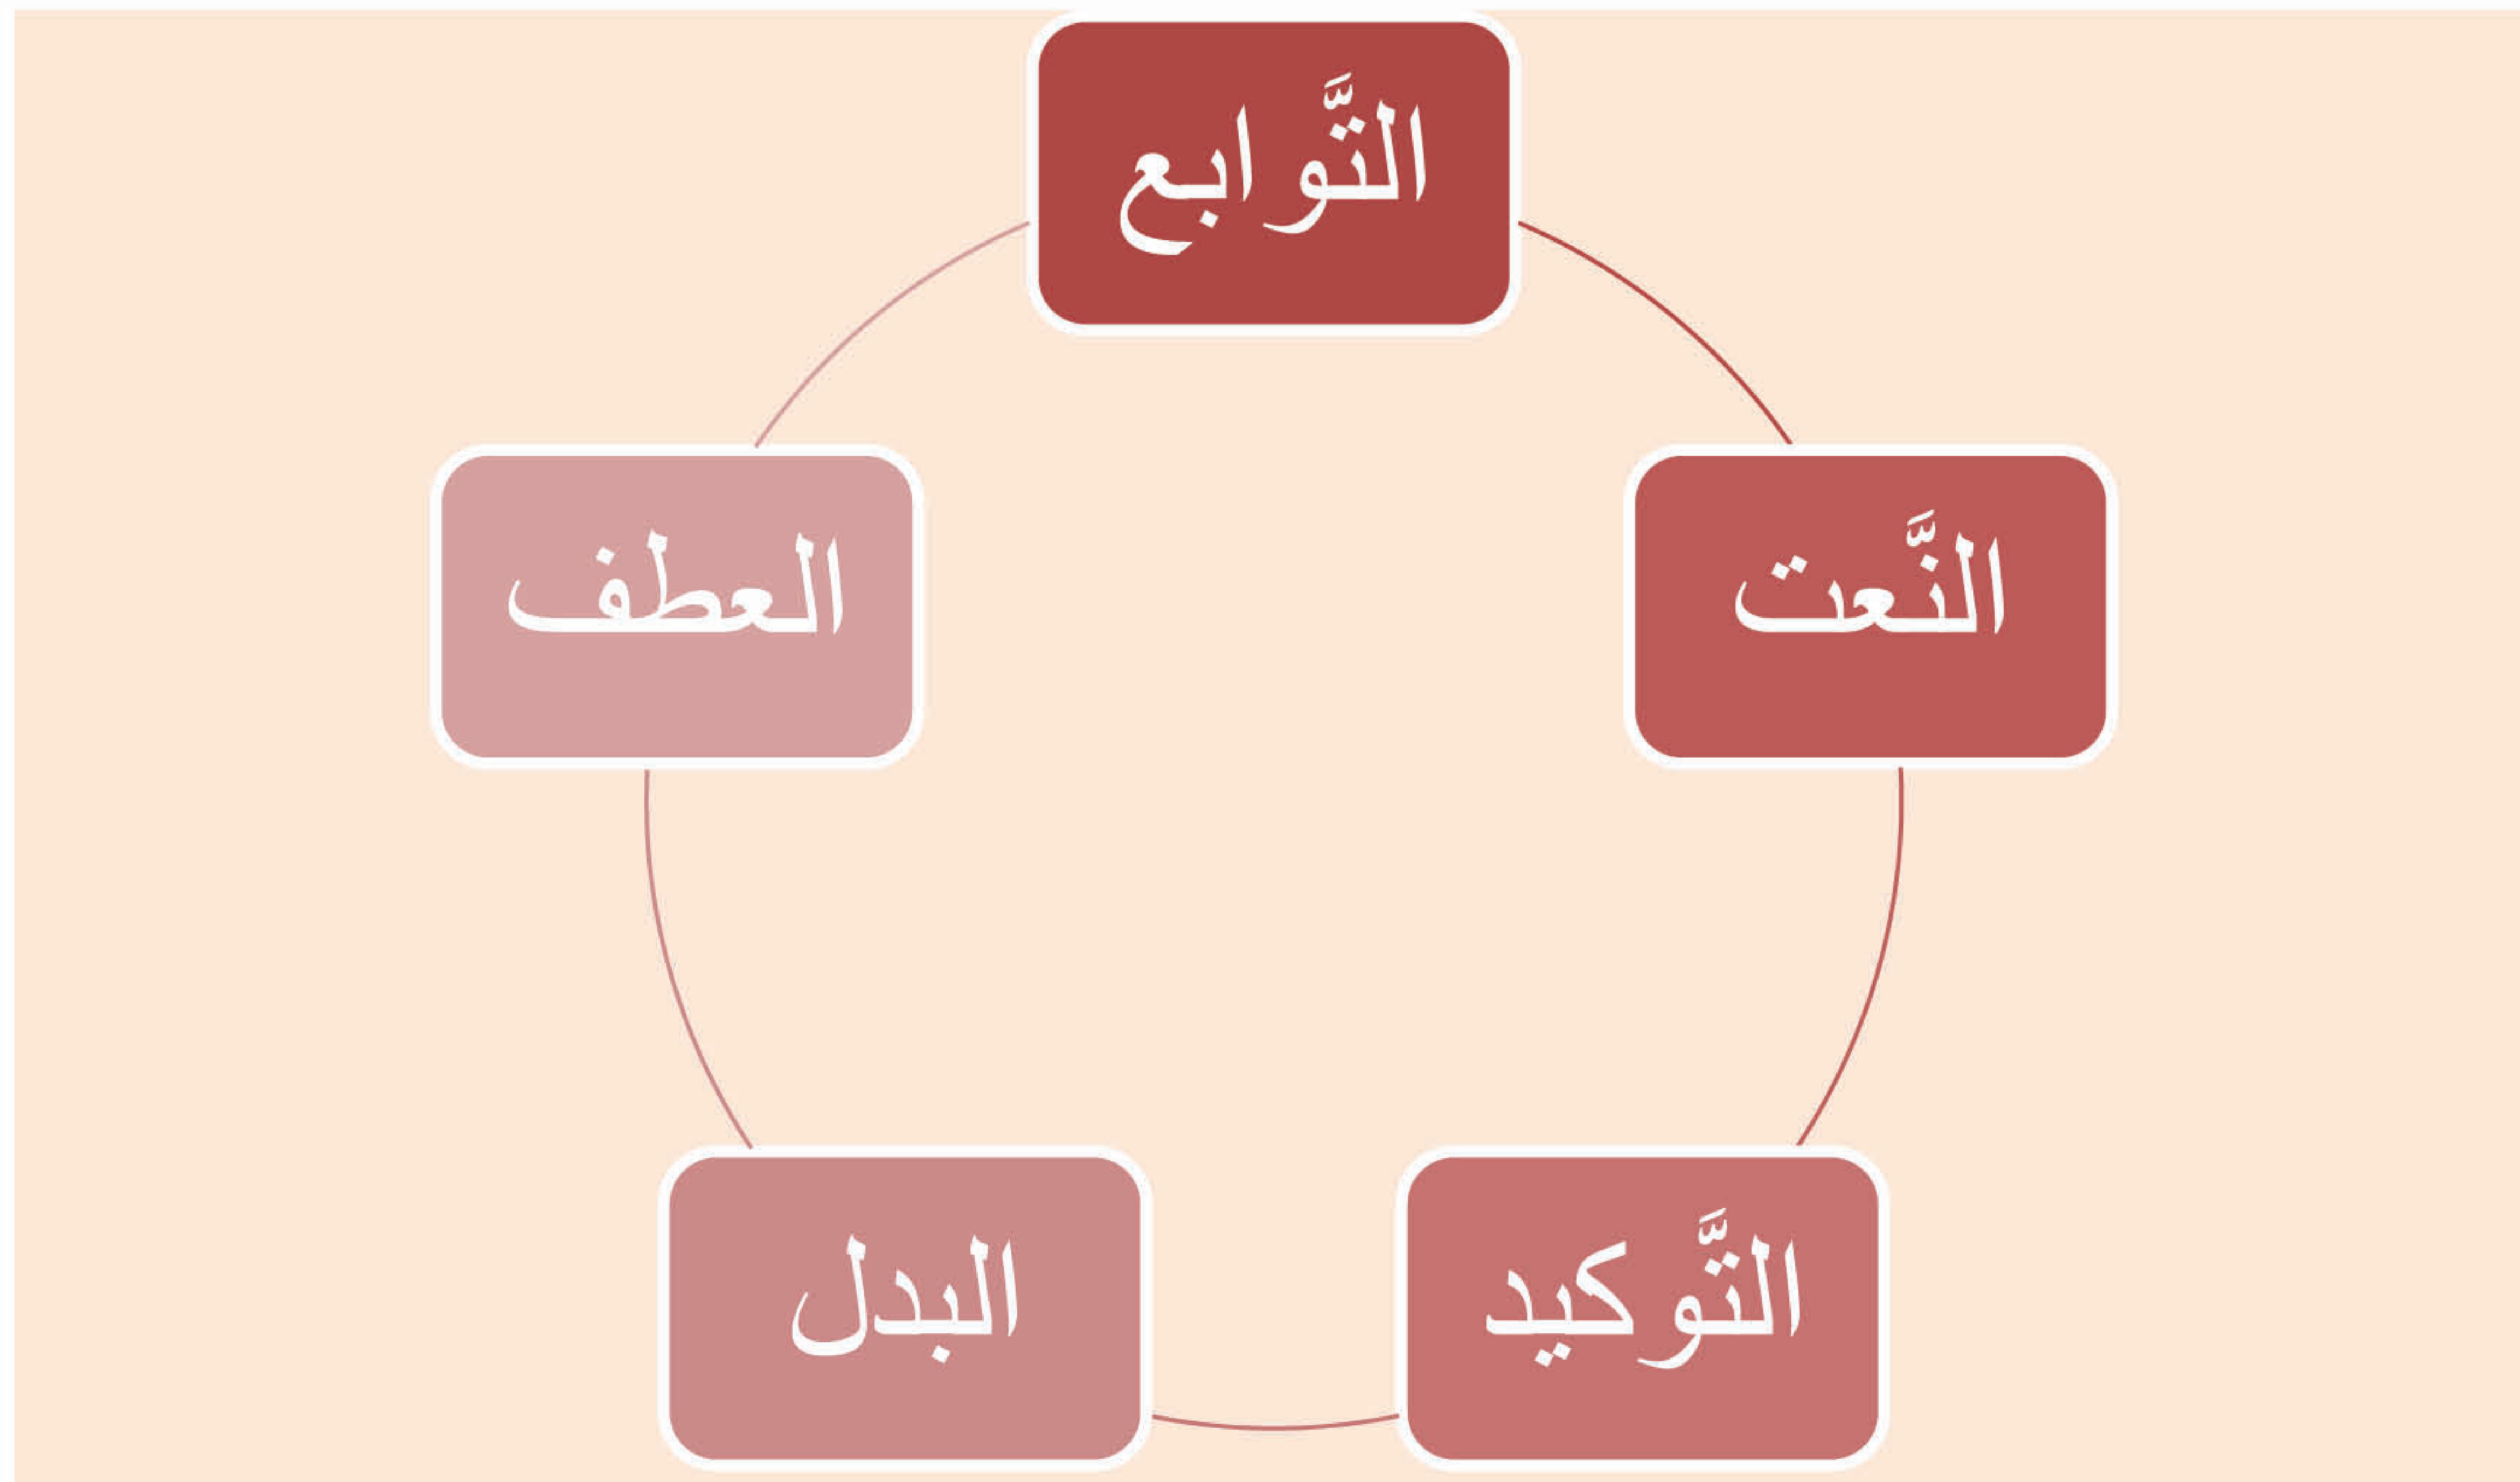 التَّوابع
النَّعت
العطف
التَّوكيد
البدل